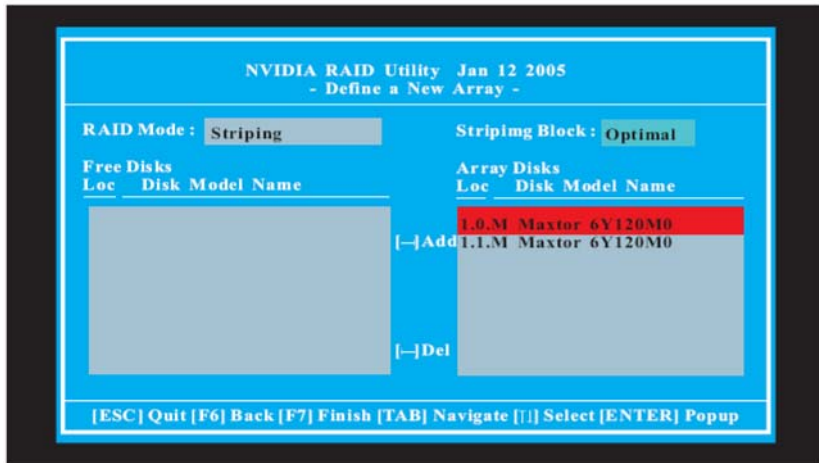 NVIDIA RAID Utility Jan 12 2005
- Define a New Array -
RAID Mode : Striping
Stripimg Block : Optimal
Free Disks
Loc Disk Model Name
Array Disks
Loc Disk Model Name
1.0.M Maxtor 6Y120M0
[—]Add
1.1.M Maxtor 6Y120M0
[—]Del
[ESC] Quit [F6] Back [F7] Finish [TAB] Navigate [↑↓] Select [ENTER] Popup